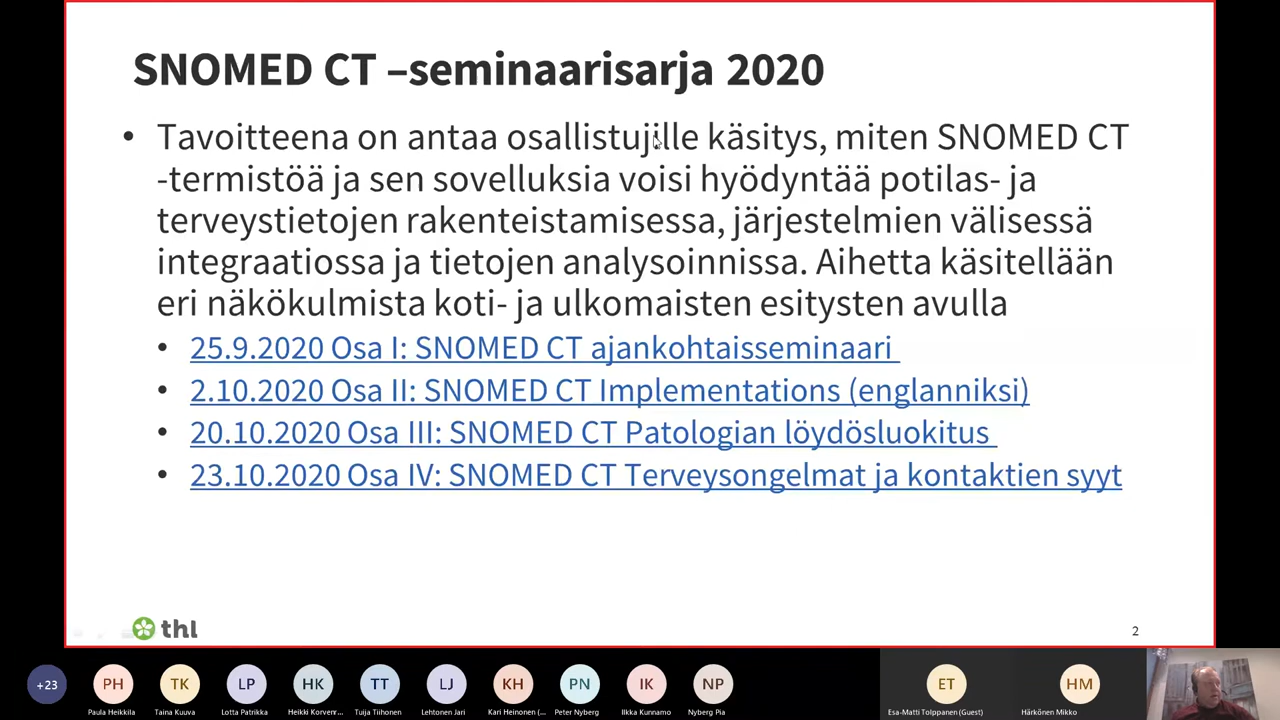 SNOMED CT –seminaarisarja 2020
• Tavoitteena on antaa osallistujille käsitys, miten SNOMED CT
-termistöä ja sen sovelluksia voisi hyödyntää potilas- ja
terveystietojen rakenteistamisessa, järjestelmien välisessä
integraatiossa ja tietojen analysoinnissa. Aihetta käsitellään
eri näkökulmista koti- ja ulkomaisten esitysten avulla
• 25.9.2020 Osa I: SNOMED CT ajankohtaisseminaari
• 2.10.2020 Osa II: SNOMED CT Implementations (englanniksi)
• 20.10.2020 Osa III: SNOMED CT Patologian löydösluokitus
• 23.10.2020 Osa IV: SNOMED CT Terveysongelmat ja kontaktien syyt
thl
2
+23 PH TK LP HK TT LJ KH PN IK NP ET HM
Paula Heikkila Taina Kuuva Lotta Patrikka Heikki Korvenr... Tuija Tiihonen Lehtonen Jari Kari Heinonen (... Peter Nyberg Ilkka Kunnamo Nyberg Pia Esa-Matti Tolppanen (Guest) Härkönen Mikko